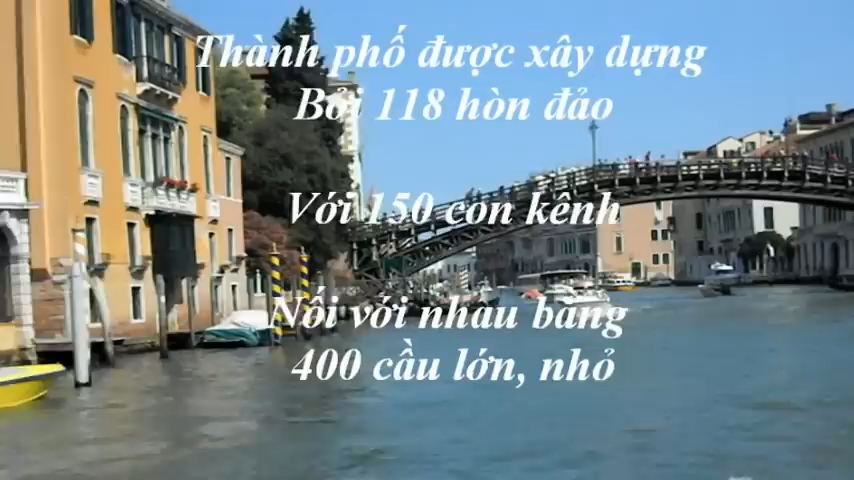 Thành phố được xây dựng
Bởi 118 hòn đảo
Với 150 con kênh
Nối với nhau bằng
400 cầu lớn, nhỏ